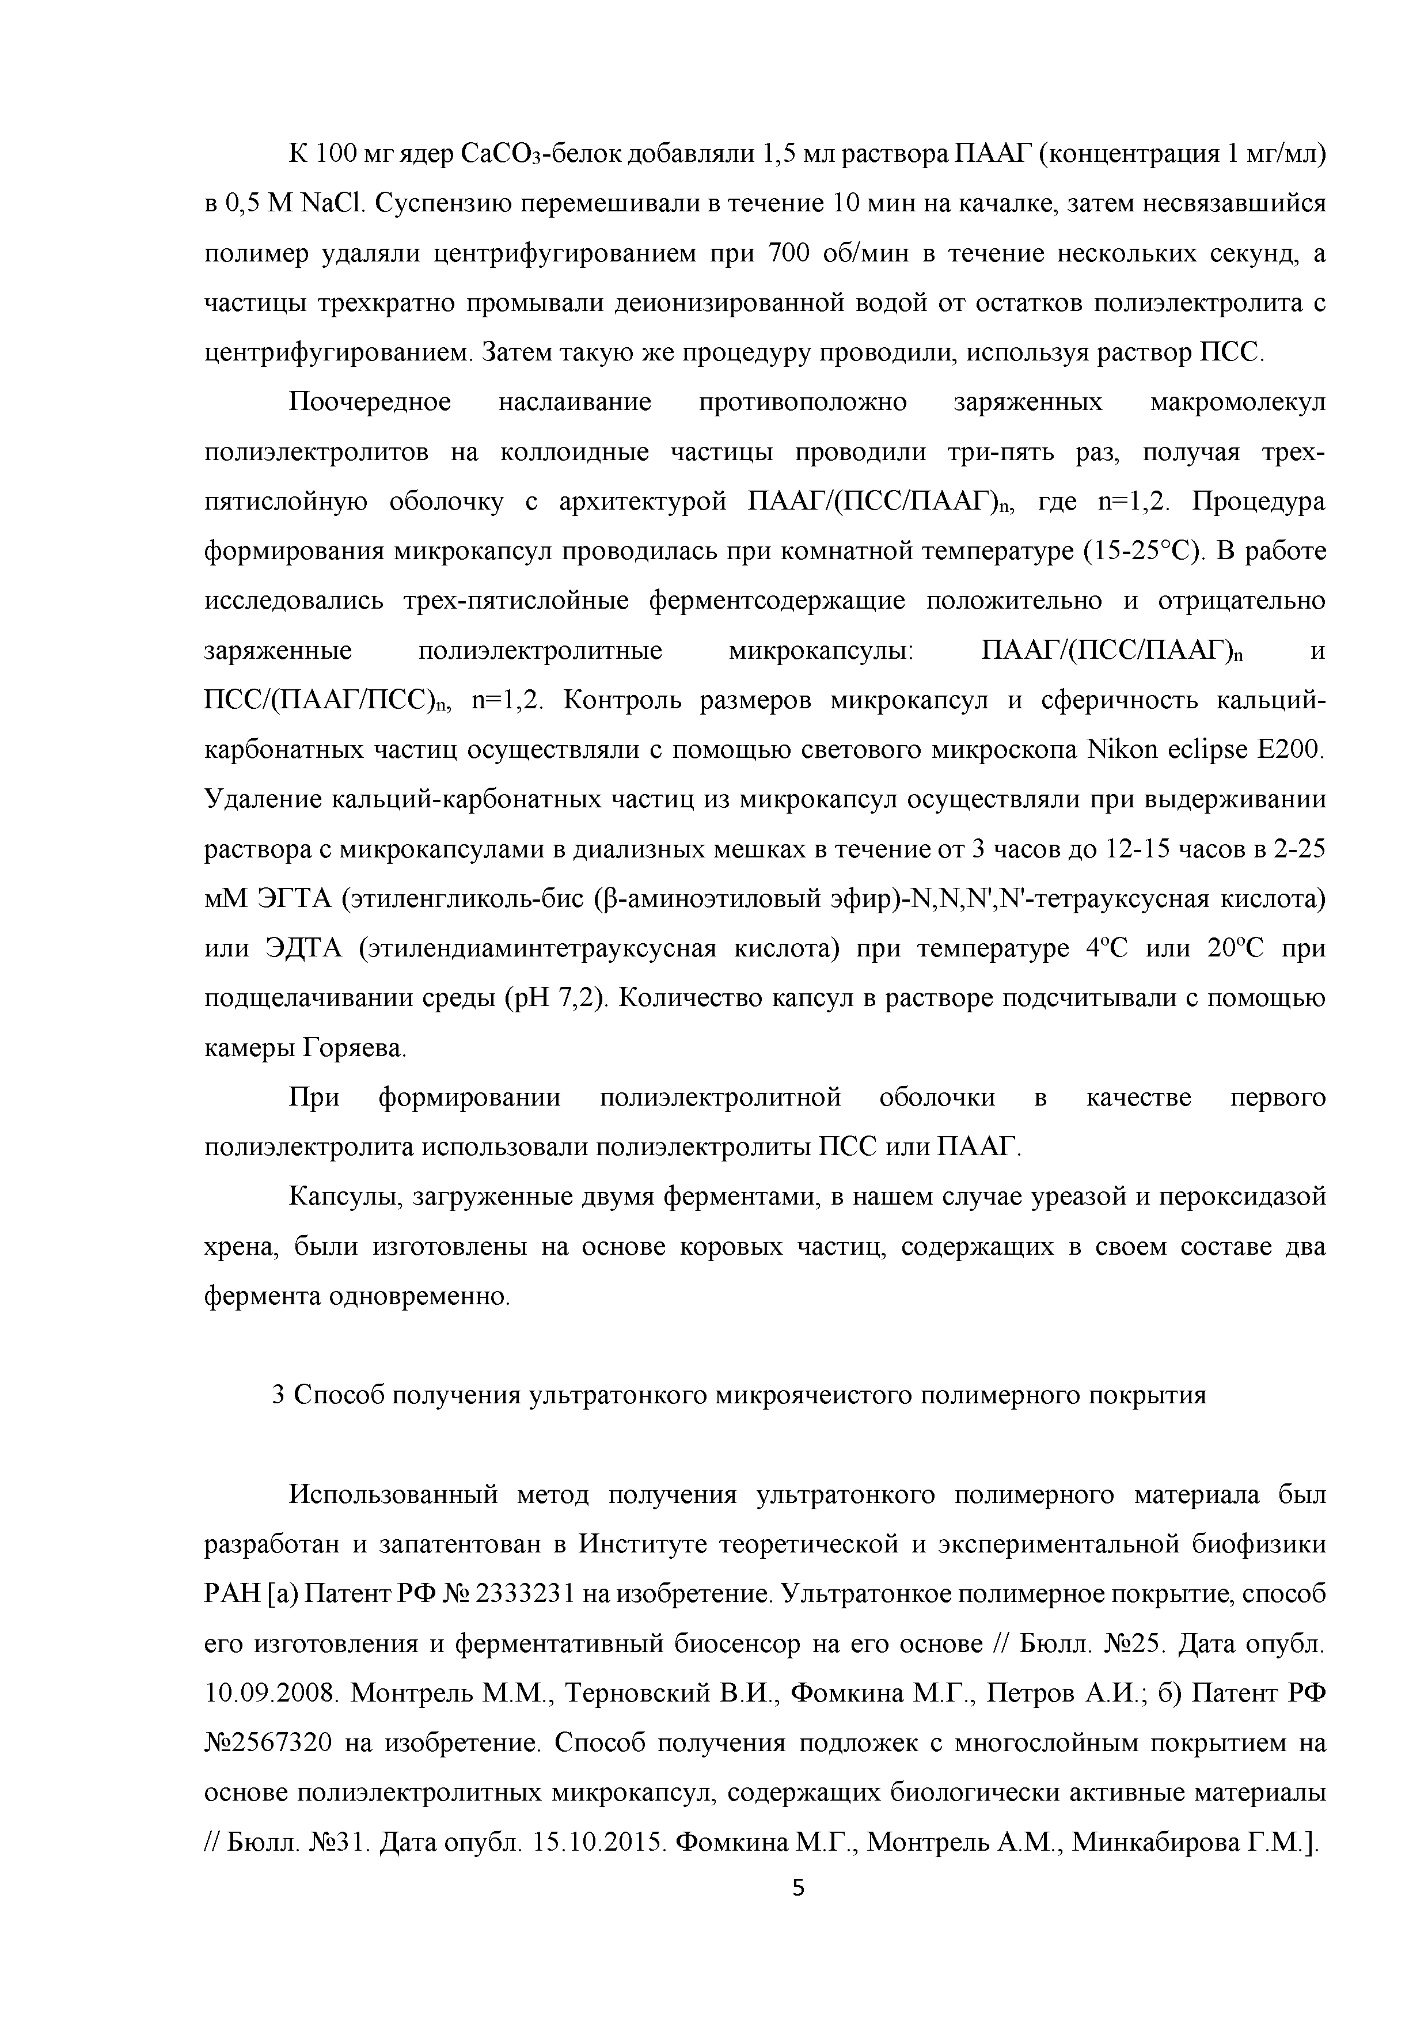 К 100 мг ядер CaCO₃-белок добавляли 1,5 мл раствора ПААГ (концентрация 1 мг/мл)
в 0,5 М NaCl. Суспензию перемешивали в течение 10 мин на качалке, затем несвязавшийся
полимер удаляли центрифугированием при 700 об/мин в течение нескольких секунд, а
частицы трехкратно промывали деионизированной водой от остатков полиэлектролита с
центрифугированием. Затем такую же процедуру проводили, используя раствор ПСС.
Поочередное наслаивание противоположно заряженных макромолекул
полиэлектролитов на коллоидные частицы проводили три-пять раз, получая трех-
пятислойную оболочку с архитектурой ПААГ/(ПСС/ПААГ)ₙ, где n=1,2. Процедура
формирования микрокапсул проводилась при комнатной температуре (15-25°C). В работе
исследовались трех-пятислойные ферментсодержащие положительно и отрицательно
заряженные полиэлектролитные микрокапсулы: ПААГ/(ПСС/ПААГ)ₙ и
ПСС/(ПААГ/ПСС)ₙ, n=1,2. Контроль размеров микрокапсул и сферичность кальций-
карбонатных частиц осуществляли с помощью светового микроскопа Nikon eclipse E200.
Удаление кальций-карбонатных частиц из микрокапсул осуществляли при выдерживании
раствора с микрокапсулами в диализных мешках в течение от 3 часов до 12-15 часов в 2-25
мМ ЭГТА (этиленгликоль-бис (β-аминоэтиловый эфир)-N,N,N',N'-тетрауксусная кислота)
или ЭДТА (этилендиаминтетрауксусная кислота) при температуре 4ºС или 20ºС при
подщелачивании среды (рН 7,2). Количество капсул в растворе подсчитывали с помощью
камеры Горяева.
При формировании полиэлектролитной оболочки в качестве первого
полиэлектролита использовали полиэлектролиты ПСС или ПААГ.
Капсулы, загруженные двумя ферментами, в нашем случае уреазой и пероксидазой
хрена, были изготовлены на основе коровых частиц, содержащих в своем составе два
фермента одновременно.
3 Способ получения ультратонкого микроячеистого полимерного покрытия
Использованный метод получения ультратонкого полимерного материала был
разработан и запатентован в Институте теоретической и экспериментальной биофизики
РАН [а) Патент РФ № 2333231 на изобретение. Ультратонкое полимерное покрытие, способ
его изготовления и ферментативный биосенсор на его основе // Бюлл. №25. Дата опубл.
10.09.2008. Монтрель М.М., Терновский В.И., Фомкина М.Г., Петров А.И.; б) Патент РФ
№2567320 на изобретение. Способ получения подложек с многослойным покрытием на
основе полиэлектролитных микрокапсул, содержащих биологически активные материалы
// Бюлл. №31. Дата опубл. 15.10.2015. Фомкина М.Г., Монтрель А.М., Минкабирова Г.М.].
5